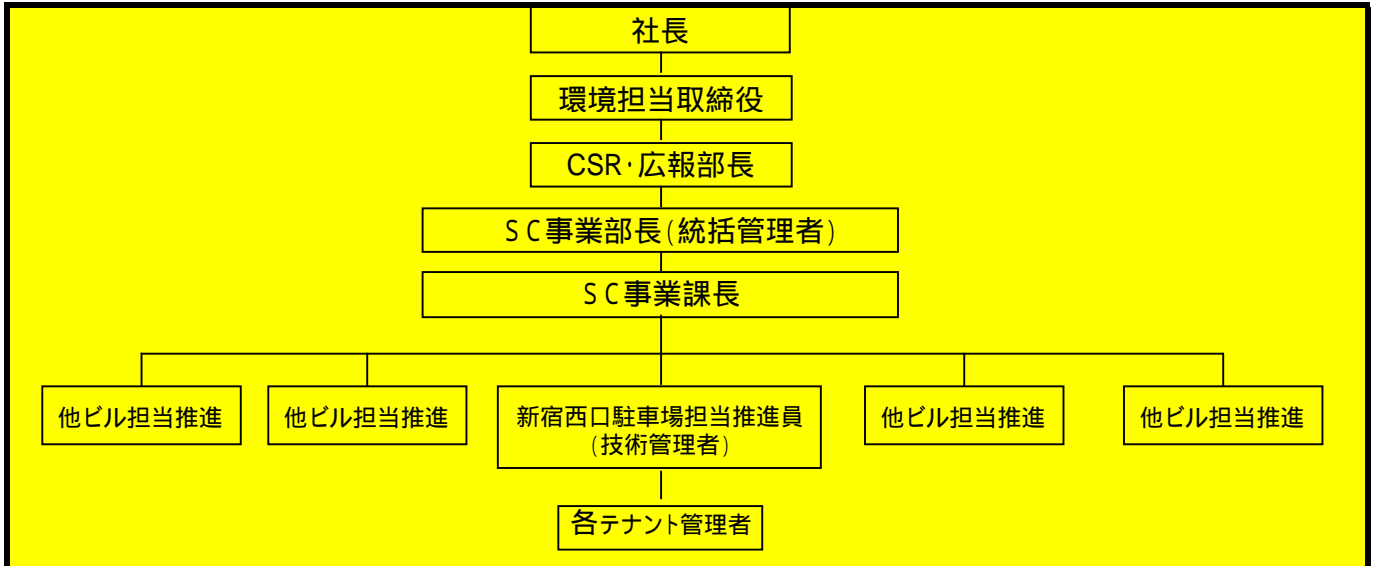 社長
環境担当取締役
CSR・広報部長
ＳＣ事業部長(統括管理者)
ＳＣ事業課長
他ビル担当推進
他ビル担当推進
新宿西口駐車場担当推進員
(技術管理者)
他ビル担当推進
他ビル担当推進
各テナント管理者